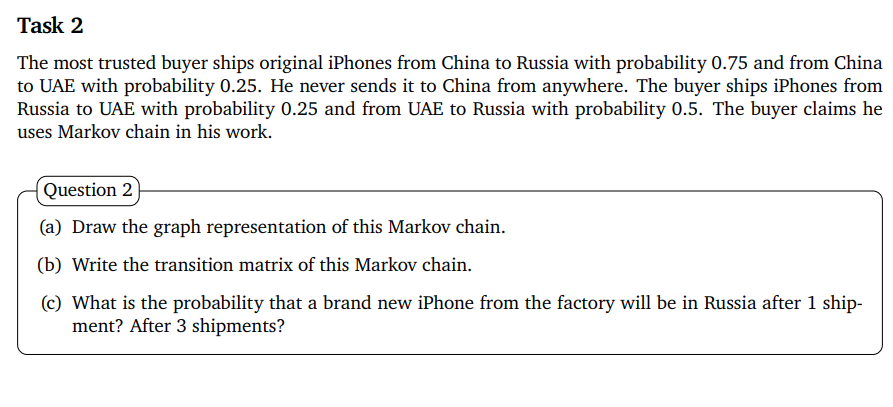 Task 2
The most trusted buyer ships original iPhones from China to Russia with probability 0.75 and from China
to UAE with probability 0.25. He never sends it to China from anywhere. The buyer ships iPhones from
Russia to UAE with probability 0.25 and from UAE to Russia with probability 0.5. The buyer claims he
uses Markov chain in his work.
Question 2
(a) Draw the graph representation of this Markov chain.
(b) Write the transition matrix of this Markov chain.
(c) What is the probability that a brand new iPhone from the factory will be in Russia after 1 ship-
ment? After 3 shipments?